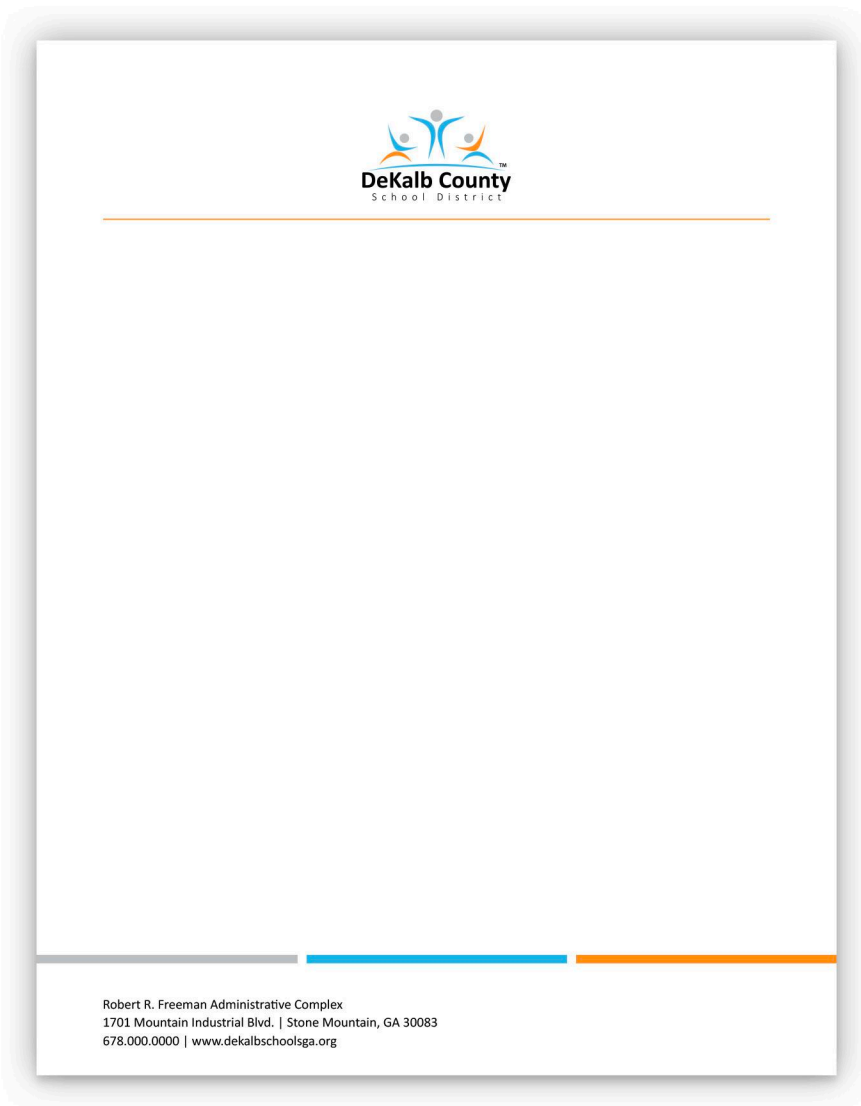 TM
DeKalb County
School District
Robert R. Freeman Administrative Complex
1701 Mountain Industrial Blvd. | Stone Mountain, GA 30083
678.000.0000 | www.dekalbschoolsga.org